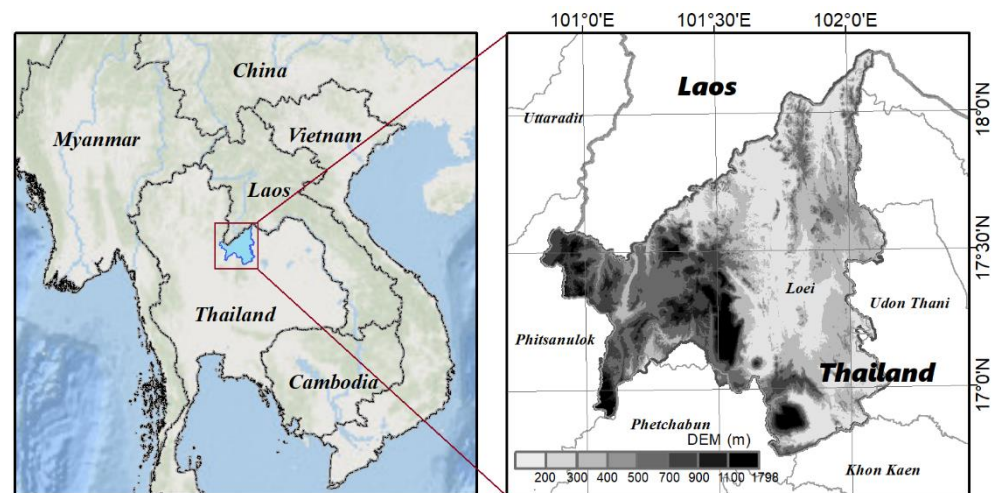 China
Myanmar
Vietnam
Laos
Thailand
Cambodia
101°0'E
101°30'E
102°0'E
Laos
Uttaradit
18°0'N
17°30'N
Loei
Udon Thani
Phitsanulok
Thailand
17°0'N
Phetchabun
DEM (m)
Khon Kaen
200 300 400 500 700 900 1100 1798